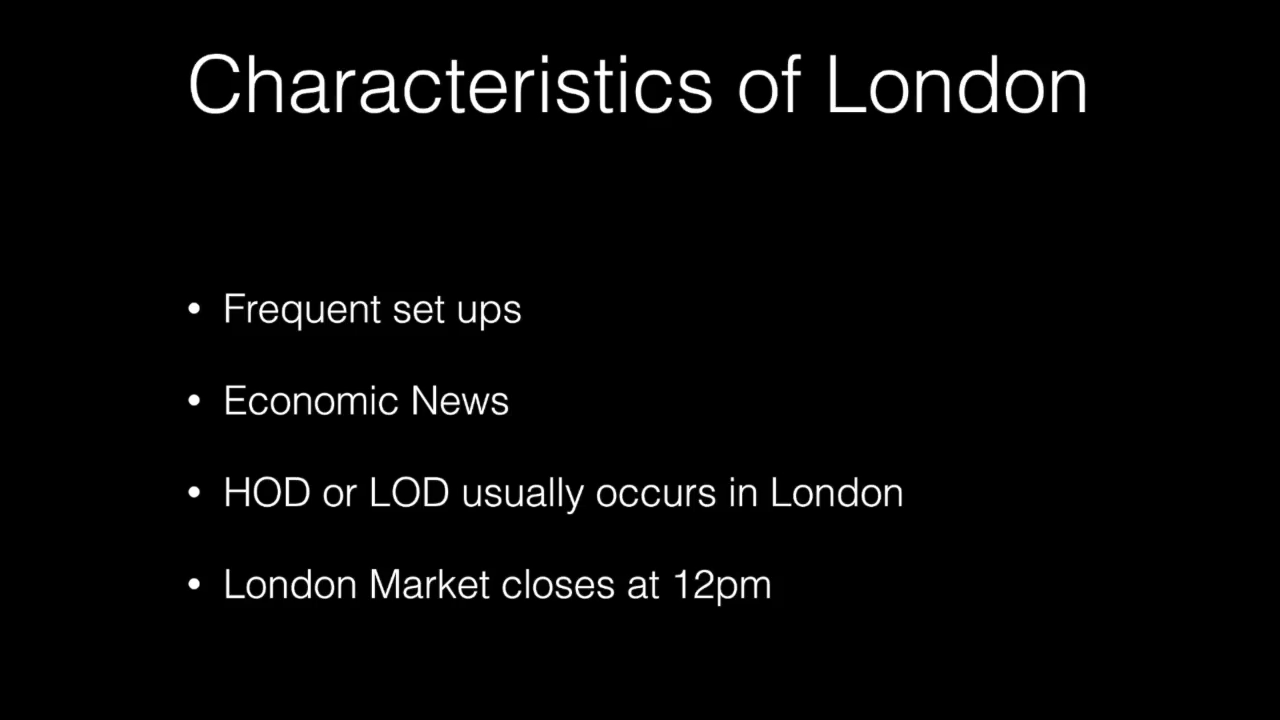 Characteristics of London
• Frequent set ups
• Economic News
• HOD or LOD usually occurs in London
• London Market closes at 12pm